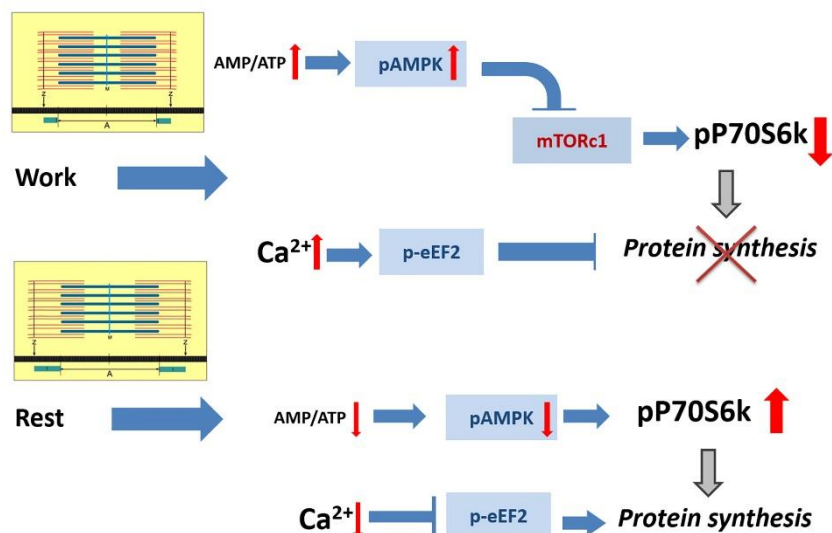 AMP/ATP
pAMPK
Z
M
Z
A
mTORc1
pP70S6k
Work
Ca²⁺
p-eEF2
Protein synthesis
M
Z
Z
A
Rest
AMP/ATP
pAMPK
pP70S6k
Ca²⁺
p-eEF2
Protein synthesis